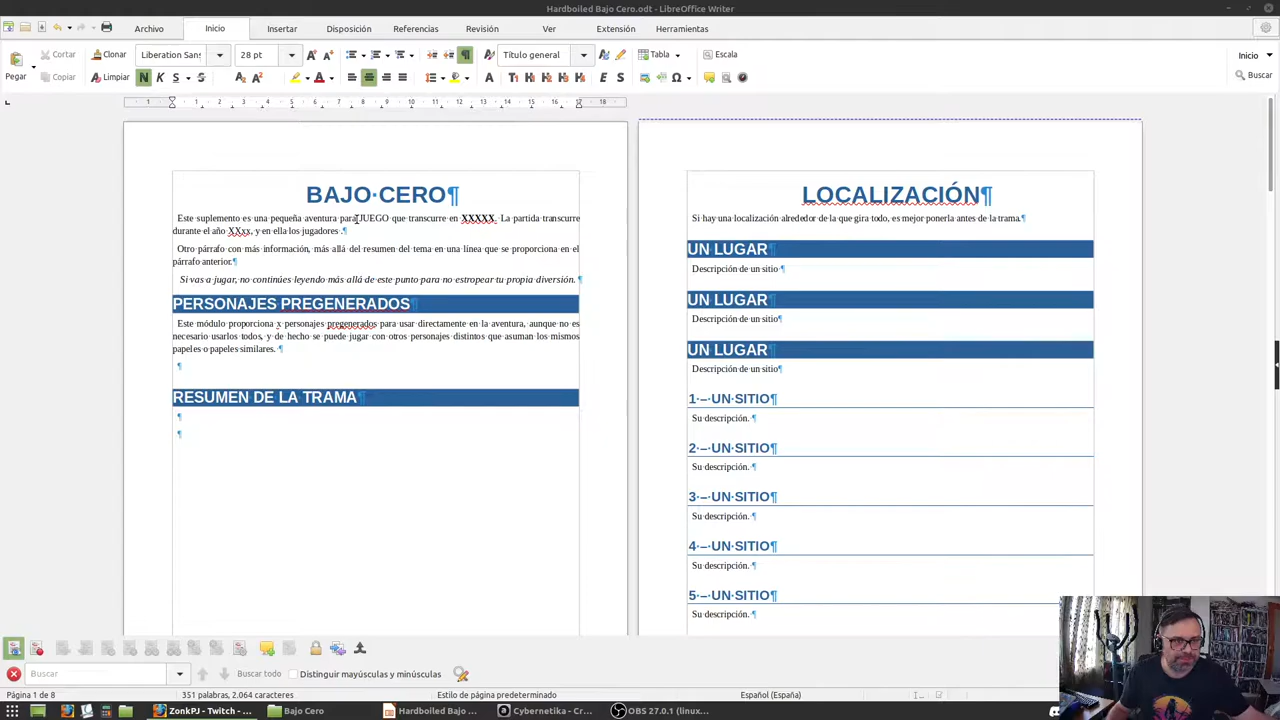 Hardboiled Bajo Cero.odt - LibreOffice Writer
Archivo Inicio Insertar Disposición Referencias Revisión Ver Extensión Herramientas
Pegar Cortar Copiar Clonar Limpiar
Liberation Sans 28 pt Título general Tabla Escala Inicio
Buscar
BAJO·CERO¶
Este suplemento es una pequeña aventura para JUEGO que transcurre en XXXXX. La partida transcurre
durante el año XXxx, y en ella los jugadores .¶
Otro párrafo con más información, más allá del resumen del tema en una línea que se proporciona en el
párrafo anterior.¶
Si vas a jugar, no continúes leyendo más allá de este punto para no estropear tu propia diversión. ¶
PERSONAJES PREGENERADOS¶
Este módulo proporciona x personajes pregenerados para usar directamente en la aventura, aunque no es
necesario usarlos todos, y de hecho se puede jugar con otros personajes distintos que asuman los mismos
papeles o papeles similares. ¶
¶
RESUMEN DE LA TRAMA¶
¶
¶
LOCALIZACIÓN¶
Si hay una localización alrededor de la que gira todo, es mejor ponerla antes de la trama.¶
UN LUGAR¶
Descripción de un sitio ¶
UN LUGAR¶
Descripción de un sitio¶
UN LUGAR¶
Descripción de un sitio¶
1·–·UN SITIO¶
Su descripción. ¶
2·–·UN SITIO¶
Su descripción. ¶
3·–·UN SITIO¶
Su descripción. ¶
4·–·UN SITIO¶
Su descripción. ¶
5·–·UN SITIO¶
Su descripción. ¶
Buscar Buscar todo Distinguir mayúsculas y minúsculas
Página 1 de 8 351 palabras, 2.064 caracteres Estilo de página predeterminado Español (España)
ZonkPJ - Twitch - ... Bajo Cero Hardboiled Bajo ... Cybernetika - Cr... OBS 27.0.1 (linux...